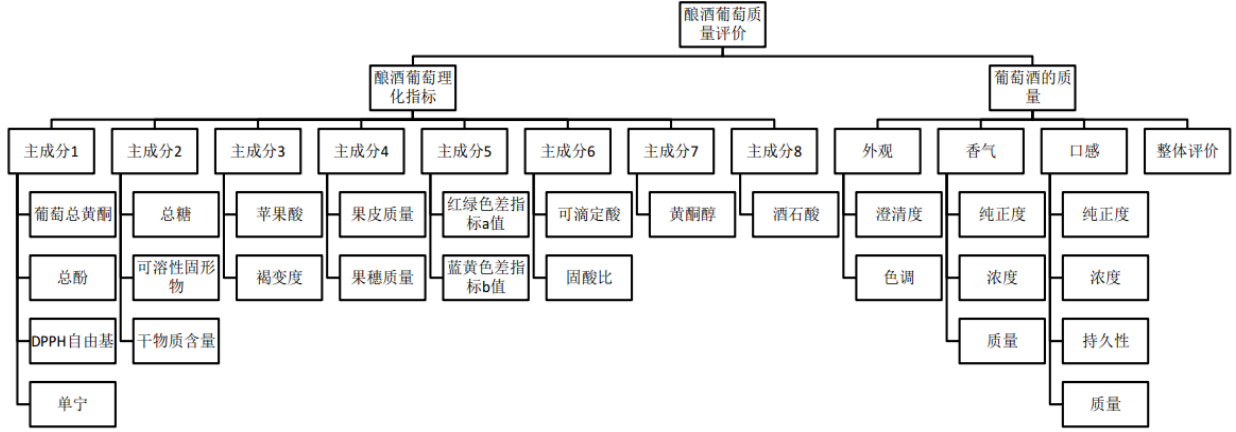 酿酒葡萄质
量评价
酿酒葡萄理
化指标
葡萄酒的质
量
主成分1
主成分2
主成分3
主成分4
主成分5
主成分6
主成分7
主成分8
外观
香气
口感
整体评价
葡萄总黄酮
总糖
苹果酸
果皮质量
红绿色差指
标a值
可滴定酸
黄酮醇
酒石酸
澄清度
纯正度
纯正度
总酚
可溶性固形
物
褐变度
果穗质量
蓝黄色差指
标b值
固酸比
色调
浓度
浓度
DPPH自由基
干物质含量
质量
持久性
单宁
质量